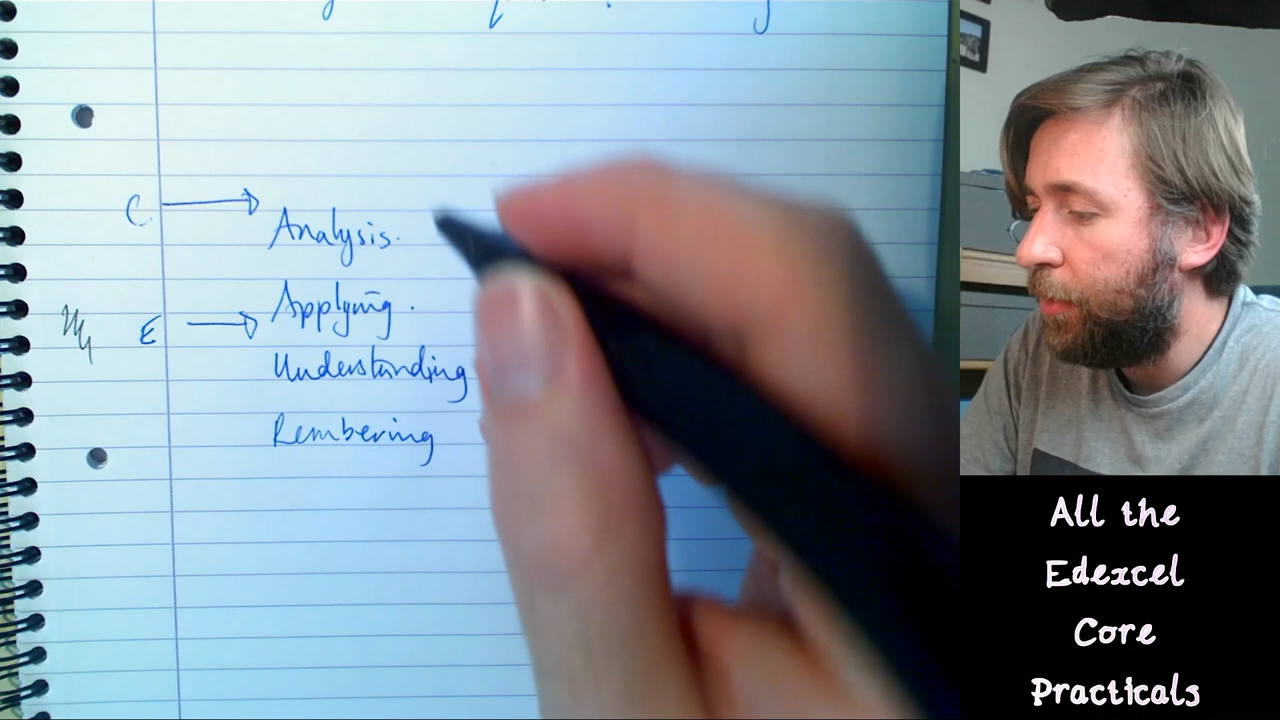 C
Analysis.
Applying.
E
Understanding
Rembering
All the
Edexcel
Core
Practicals